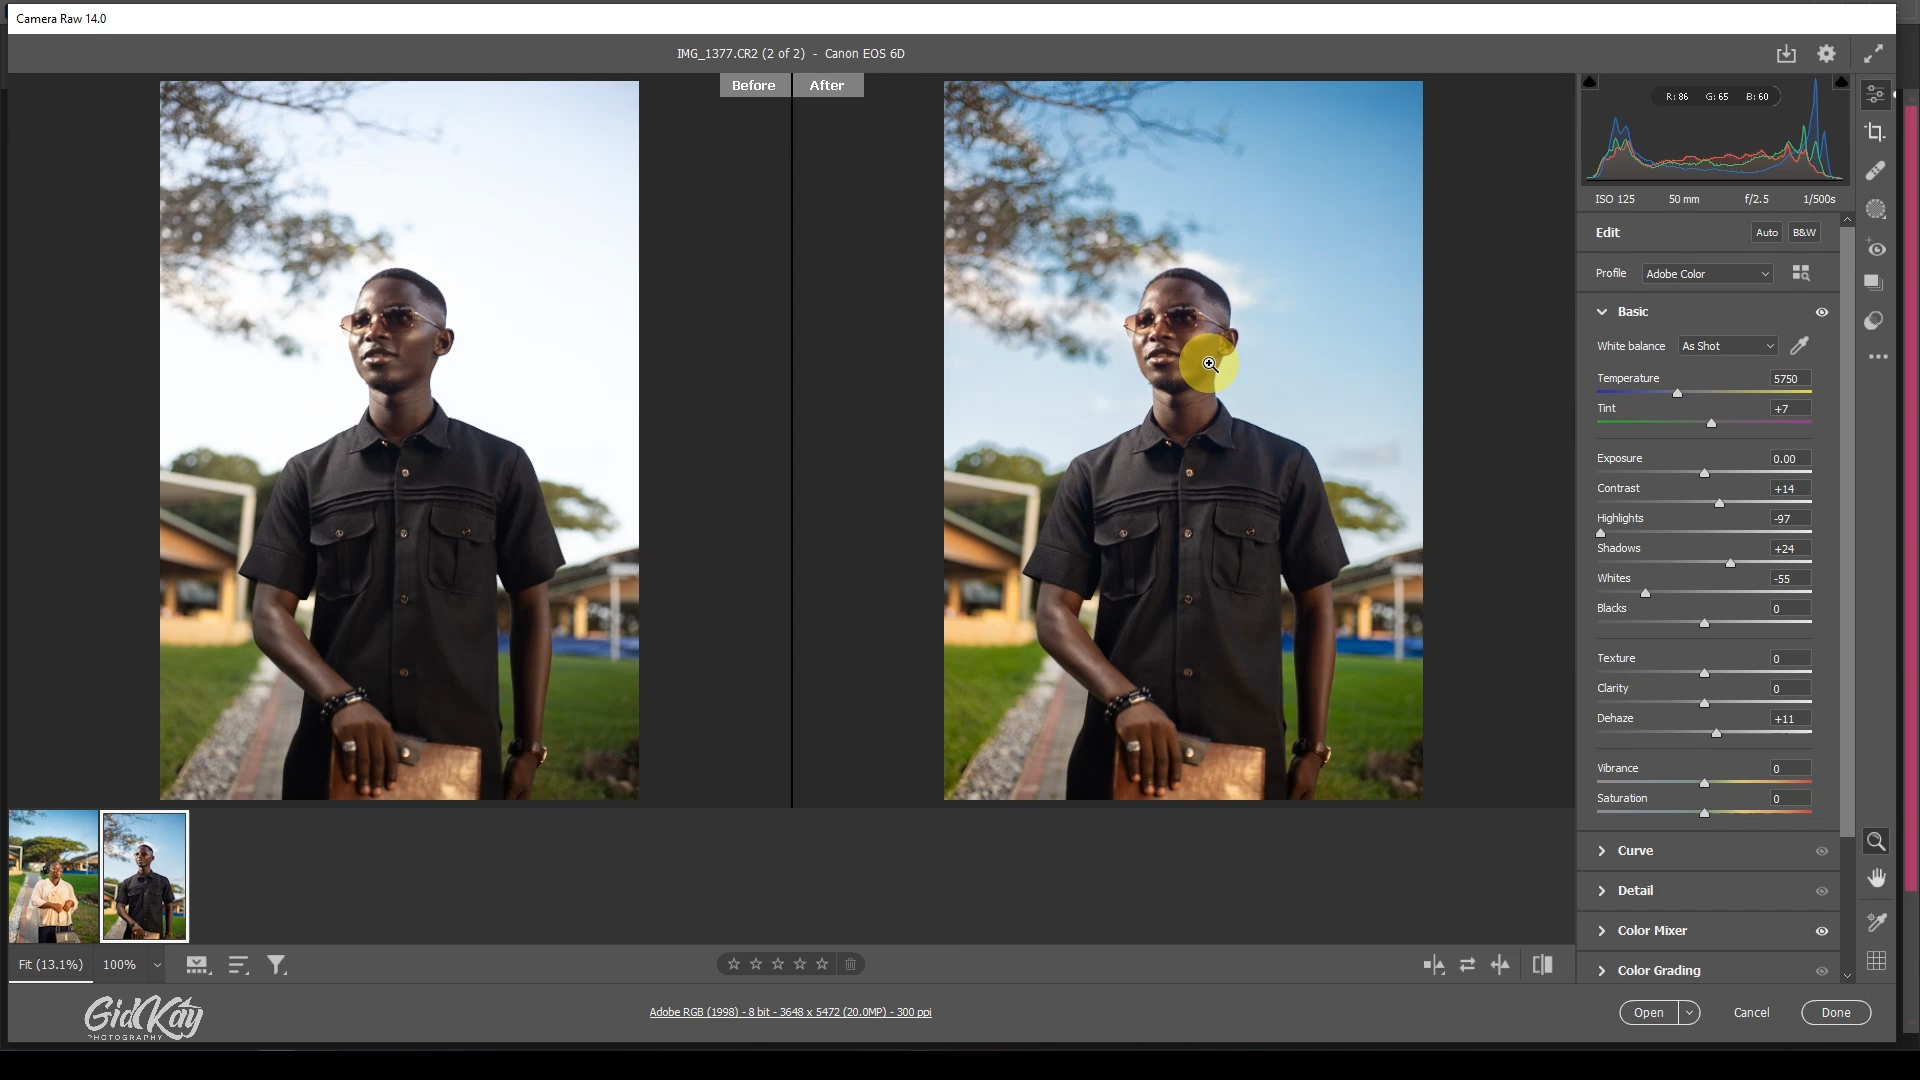 Camera Raw 14.0
IMG_1377.CR2 (2 of 2) - Canon EOS 6D
Before After
R: 86 G: 65 B: 60
ISO 125 50 mm f/2.5 1/500s
Edit Auto B&W
Profile Adobe Color
Basic
White balance As Shot
Temperature 5750
Tint +7
Exposure 0.00
Contrast +14
Highlights -97
Shadows +24
Whites -55
Blacks 0
Texture 0
Clarity 0
Dehaze +11
Vibrance 0
Saturation 0
Curve
Detail
Color Mixer
Color Grading
Fit (13.1%) 100%
GidKay
PHOTOGRAPHY
Adobe RGB (1998) - 8 bit - 3648 x 5472 (20.0MP) - 300 ppi
Open Cancel Done